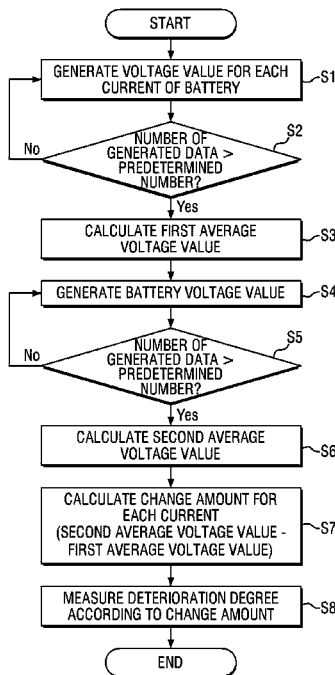 START
GENERATE VOLTAGE VALUE FOR EACH
CURRENT OF BATTERY
S1
NUMBER OF
GENERATED DATA >
PREDETERMINED
NUMBER?
S2
No
Yes
CALCULATE FIRST AVERAGE
VOLTAGE VALUE
S3
GENERATE BATTERY VOLTAGE VALUE
S4
NUMBER OF
GENERATED DATA >
PREDETERMINED
NUMBER?
S5
No
Yes
CALCULATE SECOND AVERAGE
VOLTAGE VALUE
S6
CALCULATE CHANGE AMOUNT FOR
EACH CURRENT
(SECOND AVERAGE VOLTAGE VALUE -
FIRST AVERAGE VOLTAGE VALUE)
S7
MEASURE DETERIORATION DEGREE
ACCORDING TO CHANGE AMOUNT
S8
END